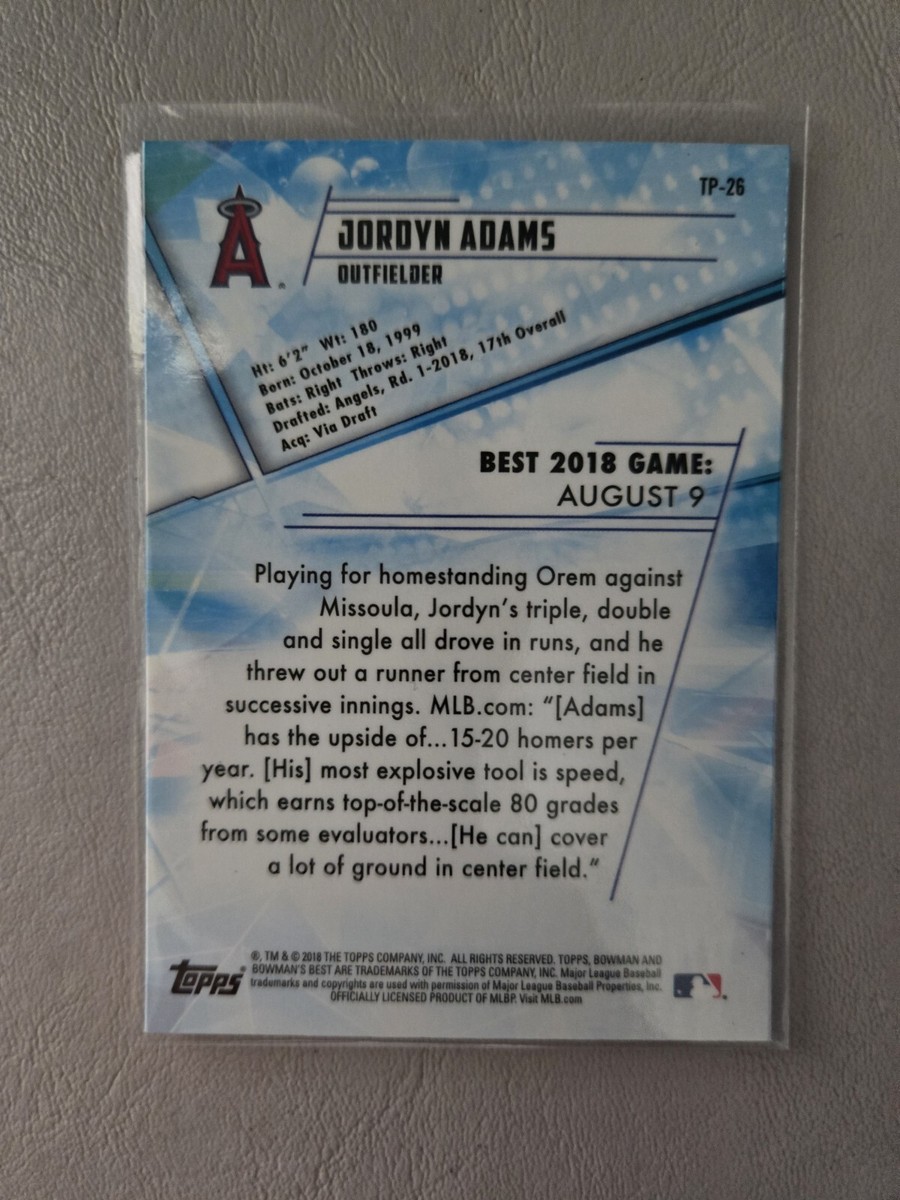 TP-26
A
JORDYN ADAMS
OUTFIELDER
Ht: 6'2" Wt: 180
Born: October 18, 1999
Bats: Right Throws: Right
Drafted: Angels, Rd. 1-2018, 17th Overall
Acq: Via Draft
BEST 2018 GAME:
AUGUST 9
Playing for homestanding Orem against
Missoula, Jordyn's triple, double
and single all drove in runs, and he
threw out a runner from center field in
successive innings. MLB.com: "[Adams]
has the upside of...15-20 homers per
year. [His] most explosive tool is speed,
which earns top-of-the-scale 80 grades
from some evaluators...[He can] cover
a lot of ground in center field."
topps®
®, TM & © 2018 THE TOPPS COMPANY, INC. ALL RIGHTS RESERVED. TOPPS, BOWMAN AND
BOWMAN'S BEST ARE TRADEMARKS OF THE TOPPS COMPANY, INC. Major League Baseball
trademarks and copyrights are used with permission of Major League Baseball Properties, Inc.
OFFICIALLY LICENSED PRODUCT OF MLBP. Visit MLB.com